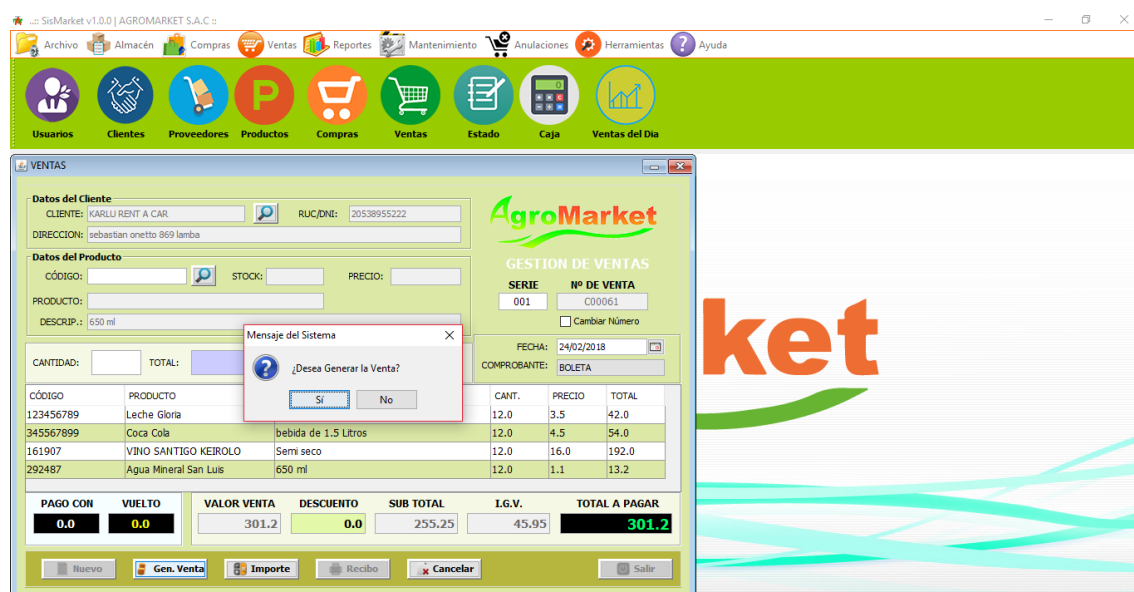 ..:: SisMarket v1.0.0 | AGROMARKET S.A.C ::
Archivo Almacén Compras Ventas Reportes Mantenimiento Anulaciones Herramientas Ayuda
Usuarios Clientes Proveedores Productos Compras Ventas Estado Caja Ventas del Dia
VENTAS
Datos del Cliente
CLIENTE: KARLU RENT A CAR RUC/DNI: 20538955222
DIRECCION: sebastian onetto 869 lamba
AgroMarket
GESTION DE VENTAS
Datos del Producto
CÓDIGO: STOCK: PRECIO:
PRODUCTO:
DESCRIP.: 650 ml
SERIE Nº DE VENTA
001 C00061
Cambiar Número
FECHA: 24/02/2018
COMPROBANTE: BOLETA
CANTIDAD: TOTAL:
Mensaje del Sistema
¿Desea Generar la Venta?
Sí No
CÓDIGO PRODUCTO CANT. PRECIO TOTAL
123456789 Leche Gloria 12.0 3.5 42.0
345567899 Coca Cola bebida de 1.5 Litros 12.0 4.5 54.0
161907 VINO SANTIGO KEIROLO Semi seco 12.0 16.0 192.0
292487 Agua Mineral San Luis 650 ml 12.0 1.1 13.2
PAGO CON VUELTO VALOR VENTA DESCUENTO SUB TOTAL I.G.V. TOTAL A PAGAR
0.0 0.0 301.2 0.0 255.25 45.95 301.2
Nuevo Gen. Venta Importe Recibo Cancelar Salir
ket